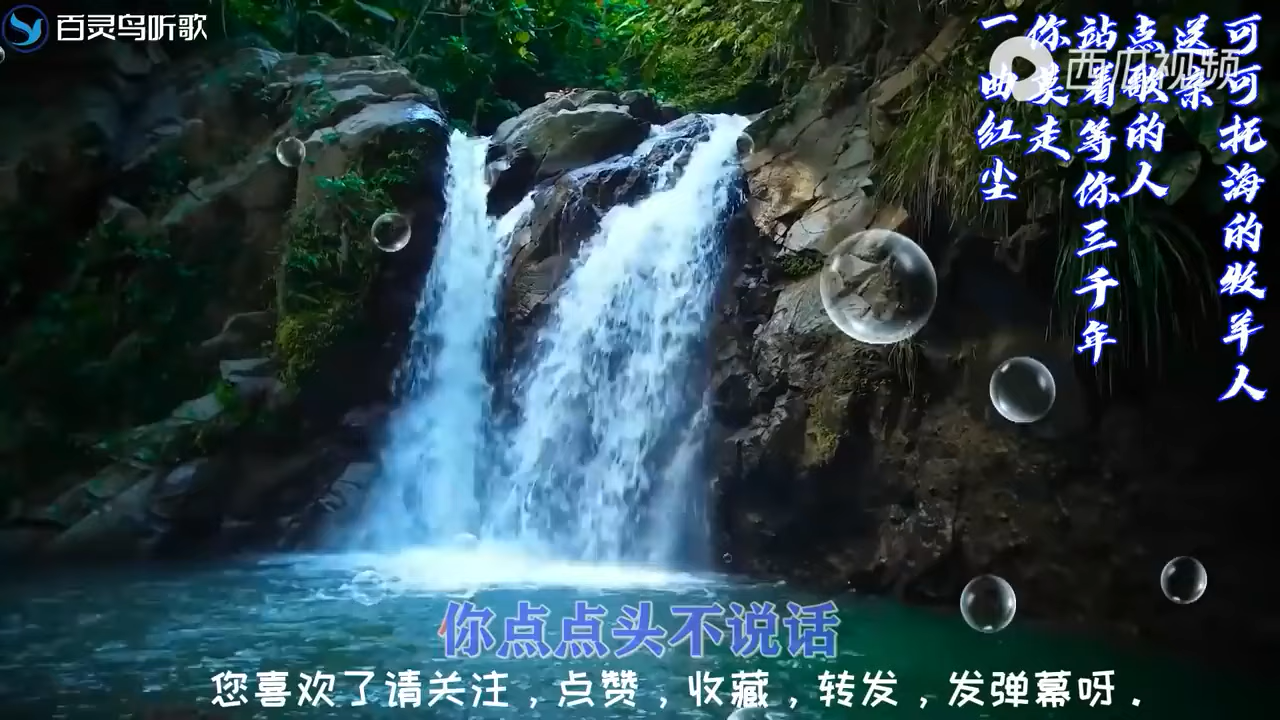 百灵鸟听歌
西瓜视频
可可托海的牧羊人
送亲
点歌的人
站着等你三千年
你莫走
一曲红尘
你点点头不说话
您喜欢了请关注，点赞，收藏，转发，发弹幕呀．